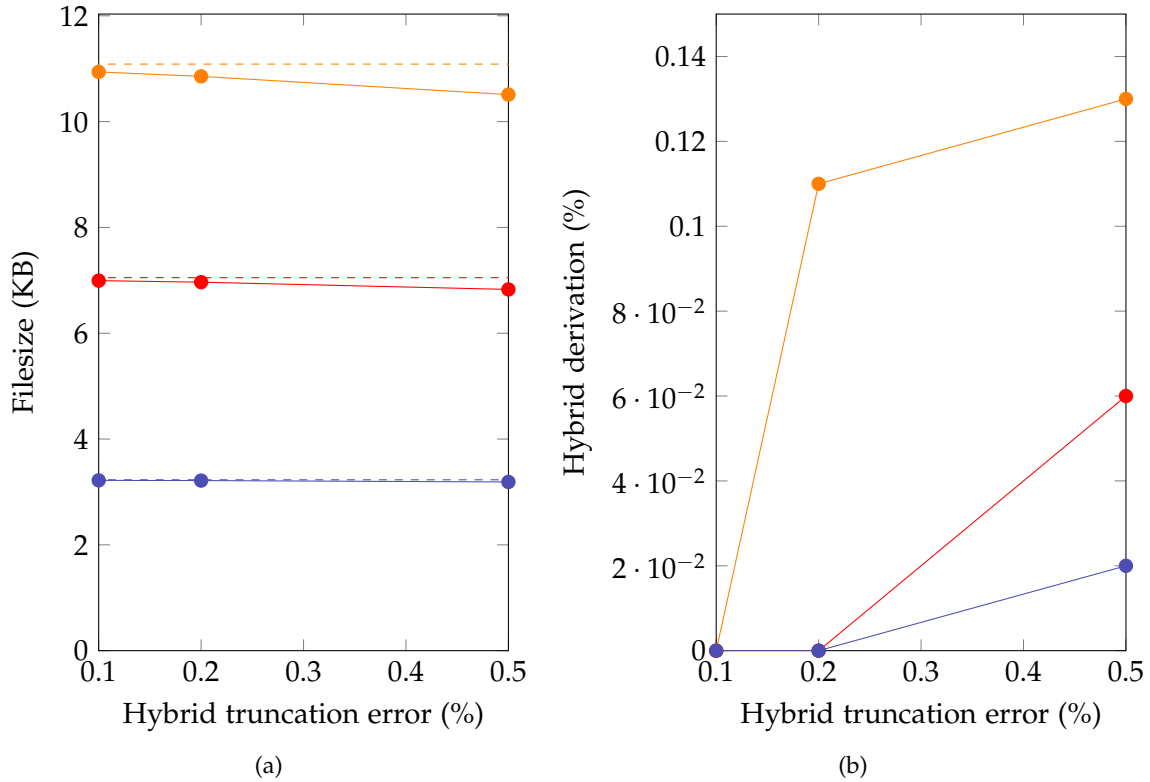 12
10
8
6
4
2
0
0.1 0.2 0.3 0.4 0.5
Filesize (KB)
Hybrid truncation error (%)
(a)
0.14
0.12
0.1
8 · 10⁻²
6 · 10⁻²
4 · 10⁻²
2 · 10⁻²
0
0.1 0.2 0.3 0.4 0.5
Hybrid derivation (%)
Hybrid truncation error (%)
(b)